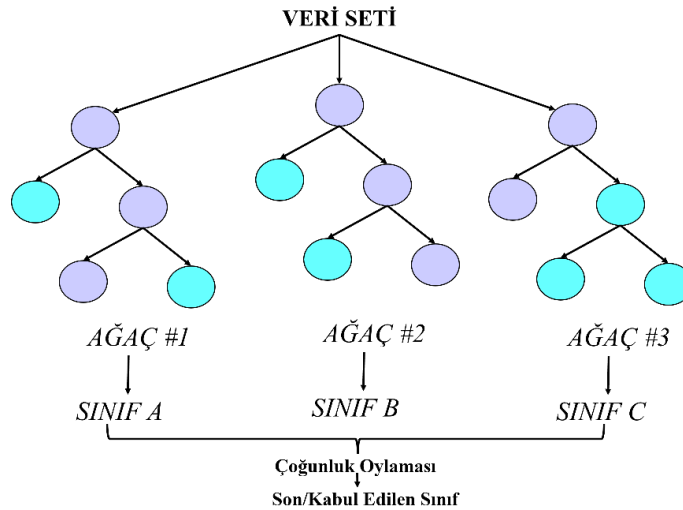 VERİ SETİ
AĞAÇ #1
AĞAÇ #2
AĞAÇ #3
SINIF A
SINIF B
SINIF C
Çoğunluk Oylaması
Son/Kabul Edilen Sınıf